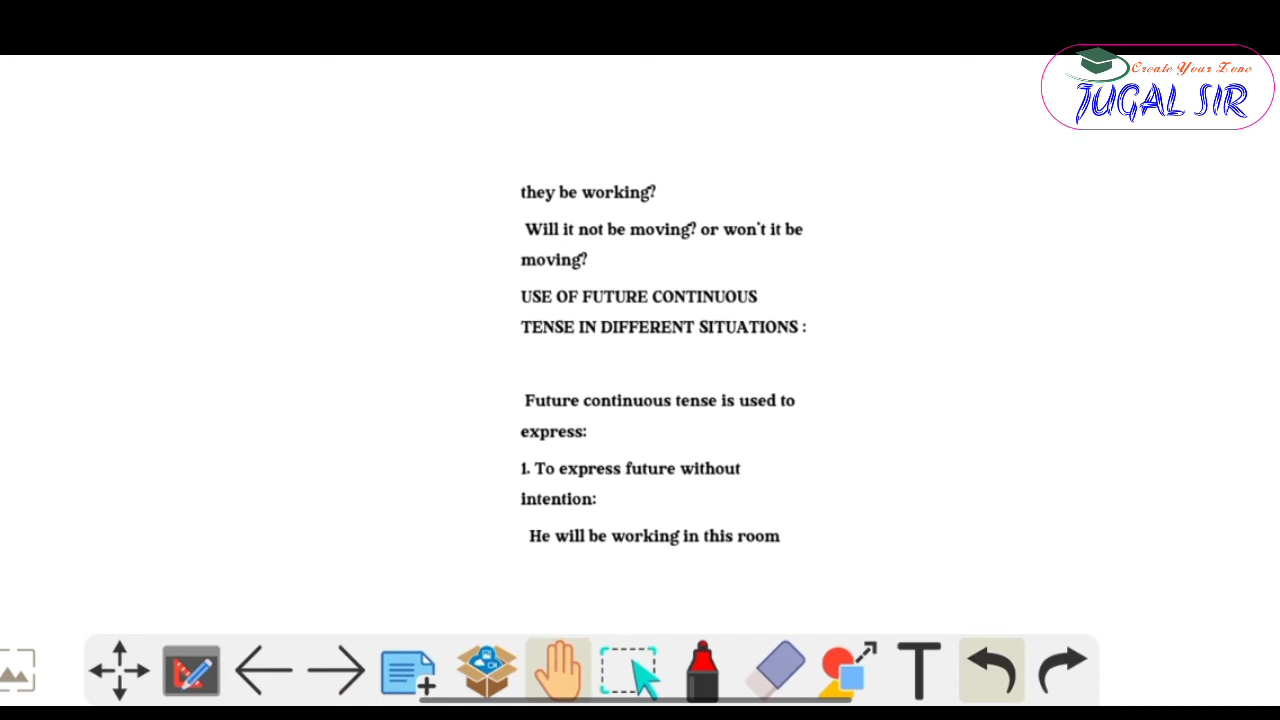 Create Your Zone
JUGAL SIR
they be working?
Will it not be moving? or won't it be
moving?
USE OF FUTURE CONTINUOUS
TENSE IN DIFFERENT SITUATIONS :
Future continuous tense is used to
express:
1. To express future without
intention:
He will be working in this room